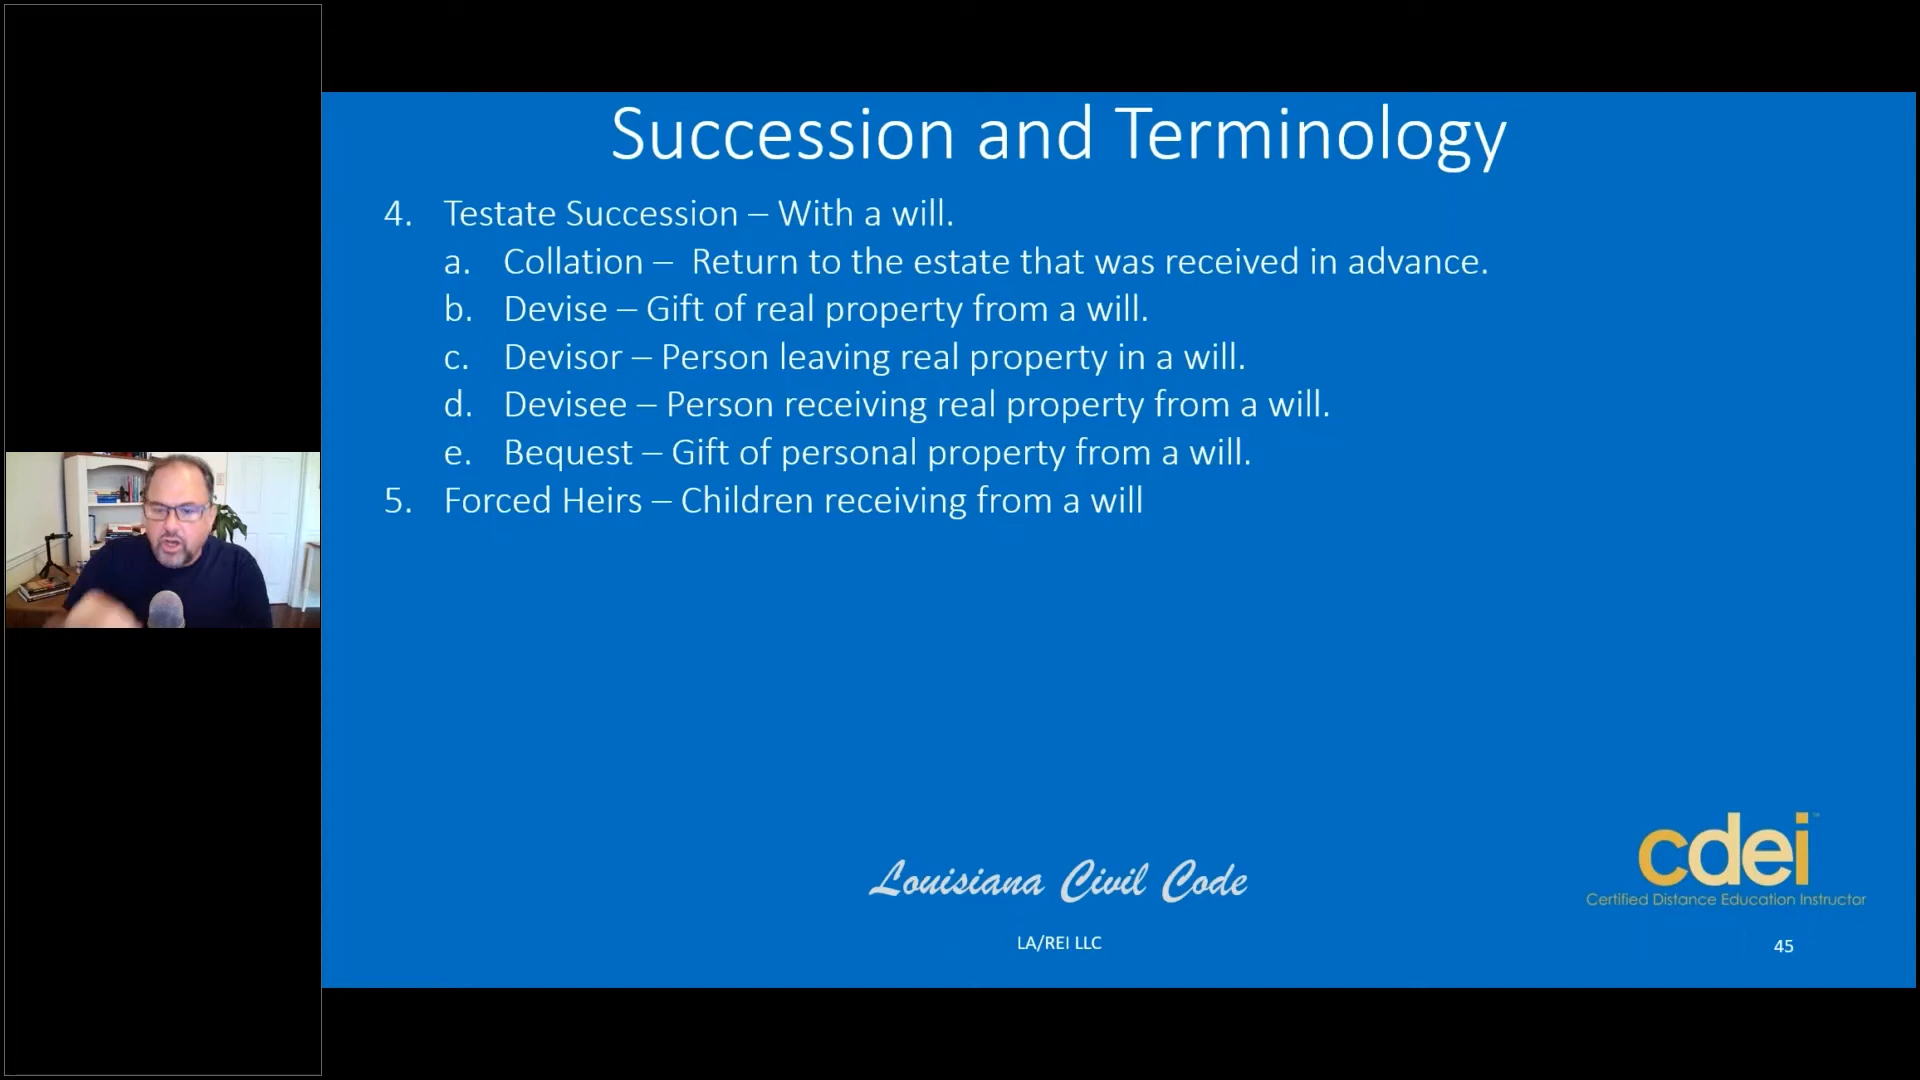 Succession and Terminology
4. Testate Succession – With a will.
a. Collation – Return to the estate that was received in advance.
b. Devise – Gift of real property from a will.
c. Devisor – Person leaving real property in a will.
d. Devisee – Person receiving real property from a will.
e. Bequest – Gift of personal property from a will.
5. Forced Heirs – Children receiving from a will
Louisiana Civil Code
cdei
Certified Distance Education Instructor
LA/REI LLC
45